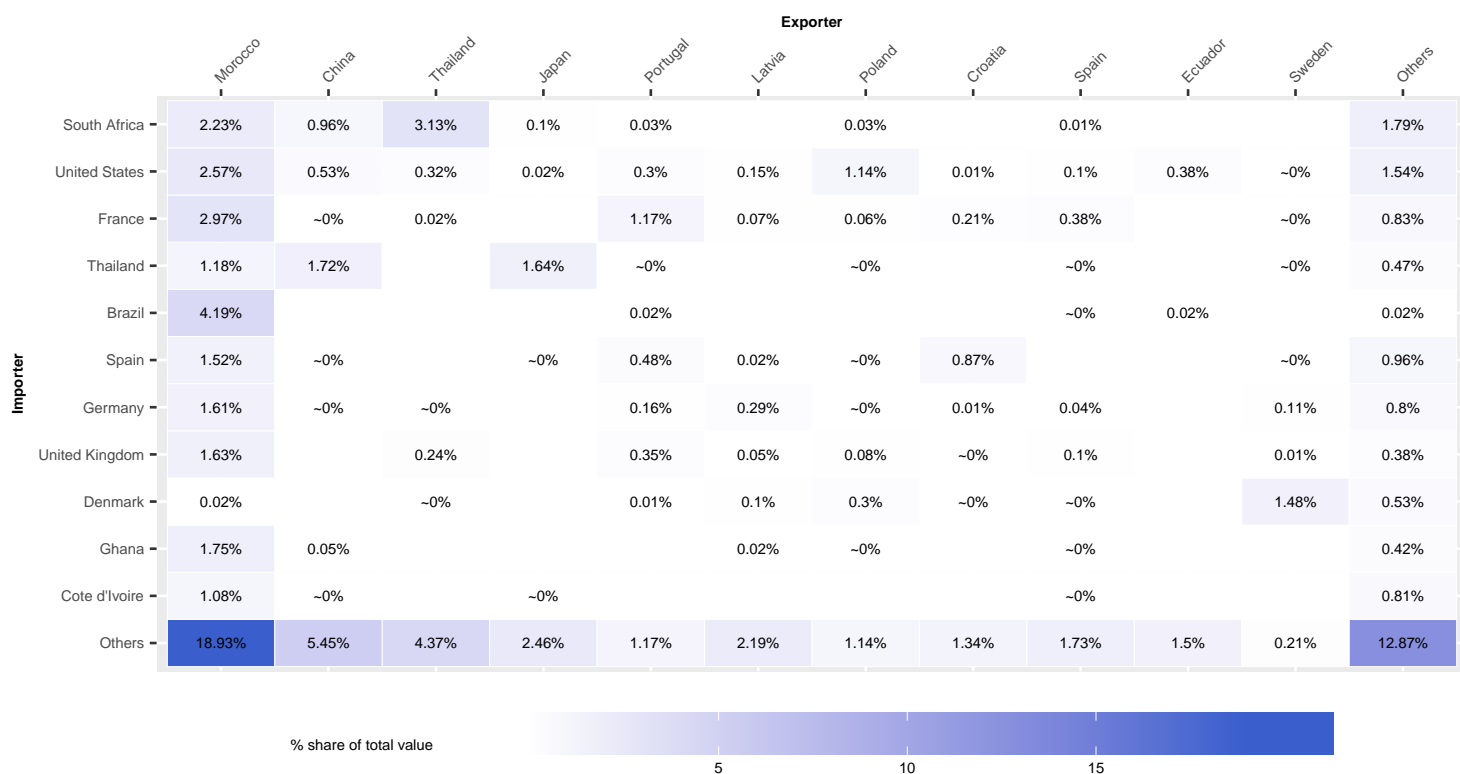 Exporter
Morocco China Thailand Japan Portugal Latvia Poland Croatia Spain Ecuador Sweden Others
Importer
South Africa 2.23% 0.96% 3.13% 0.1% 0.03% 0.03% 0.01% 1.79%
United States 2.57% 0.53% 0.32% 0.02% 0.3% 0.15% 1.14% 0.01% 0.1% 0.38% ~0% 1.54%
France 2.97% ~0% 0.02% 1.17% 0.07% 0.06% 0.21% 0.38% ~0% 0.83%
Thailand 1.18% 1.72% 1.64% ~0% ~0% ~0% ~0% 0.47%
Brazil 4.19% 0.02% ~0% 0.02% 0.02%
Spain 1.52% ~0% ~0% 0.48% 0.02% ~0% 0.87% ~0% 0.96%
Germany 1.61% ~0% ~0% 0.16% 0.29% ~0% 0.01% 0.04% 0.11% 0.8%
United Kingdom 1.63% 0.24% 0.35% 0.05% 0.08% ~0% 0.1% 0.01% 0.38%
Denmark 0.02% ~0% 0.01% 0.1% 0.3% ~0% ~0% 1.48% 0.53%
Ghana 1.75% 0.05% 0.02% ~0% ~0% 0.42%
Cote d'Ivoire 1.08% ~0% ~0% ~0% 0.81%
Others 18.93% 5.45% 4.37% 2.46% 1.17% 2.19% 1.14% 1.34% 1.73% 1.5% 0.21% 12.87%
% share of total value
5 10 15